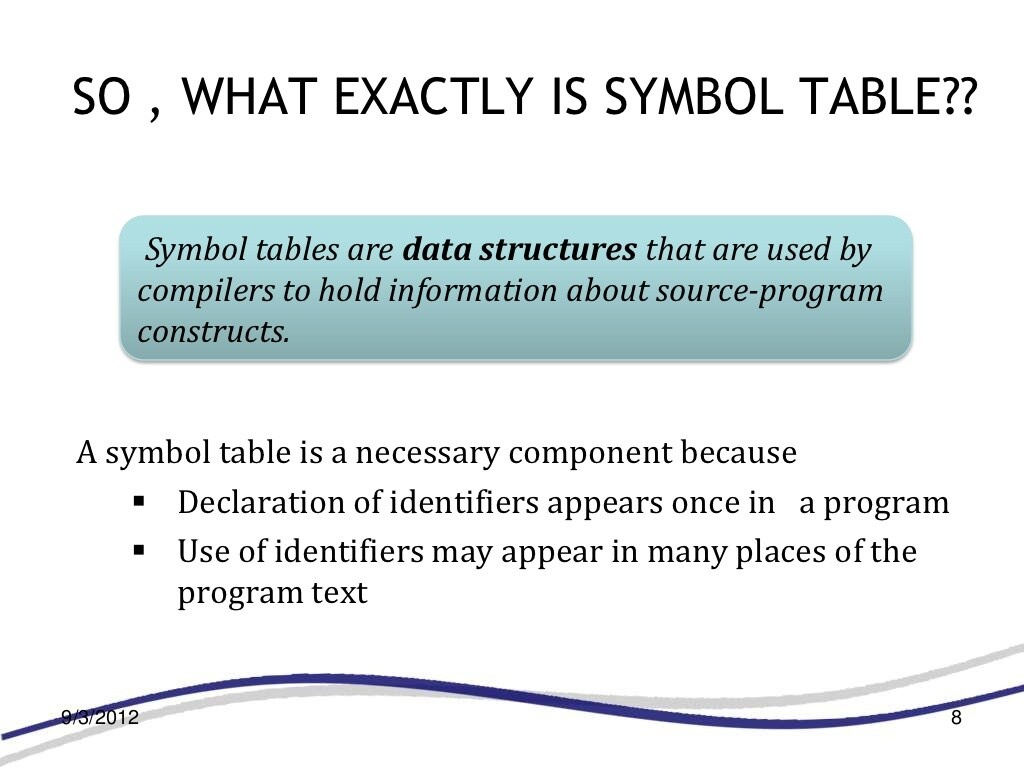 SO , WHAT EXACTLY IS SYMBOL TABLE??
Symbol tables are data structures that are used by
compilers to hold information about source-program
constructs.
A symbol table is a necessary component because
▪ Declaration of identifiers appears once in a program
▪ Use of identifiers may appear in many places of the
program text
9/3/2012
8